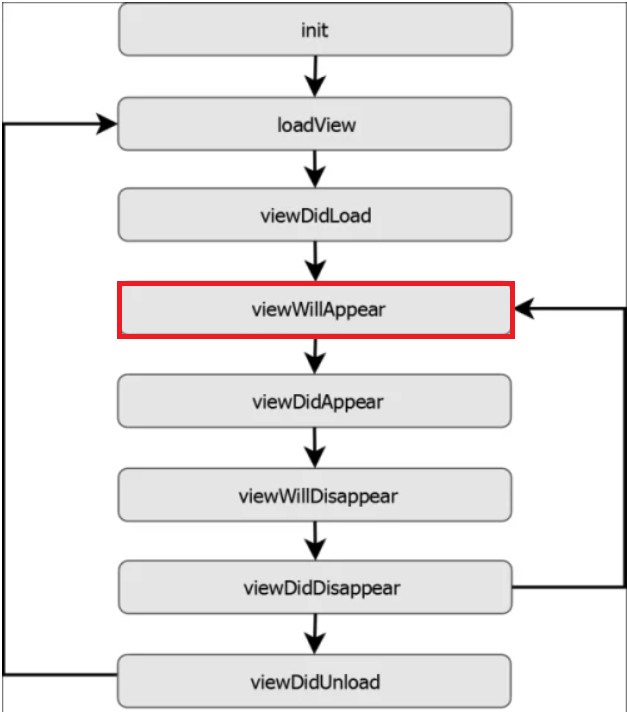 init
loadView
viewDidLoad
viewWillAppear
viewDidAppear
viewWillDisappear
viewDidDisappear
viewDidUnload